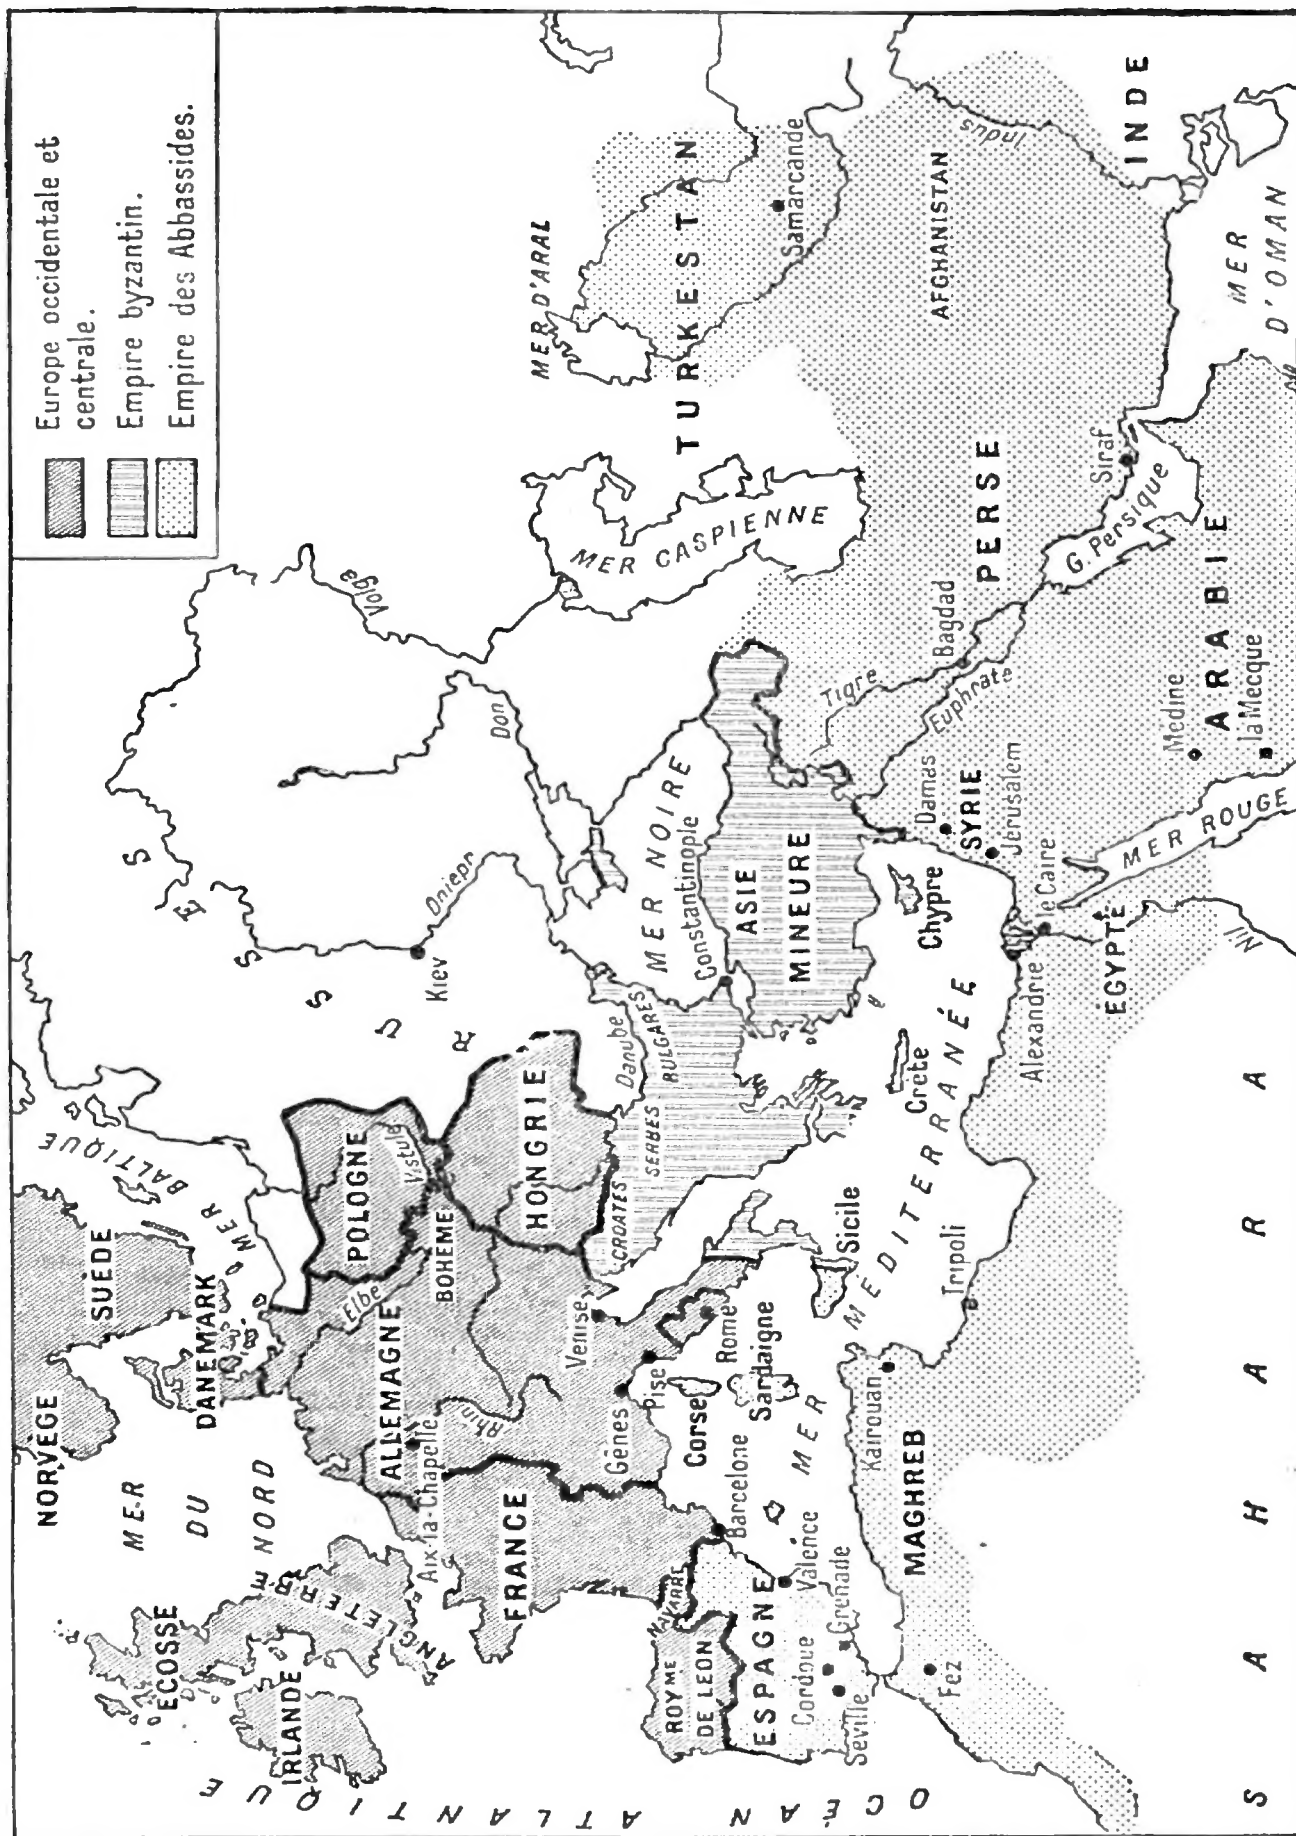 Europe occidentale et
centrale.
Empire byzantin.
Empire des Abbassides.
NORVÈGE
SUÈDE
MER BALTIQUE
DANEMARK
MER
DU
NORD
ECOSSE
IRLANDE
ANGLETERRE
OCÉAN ATLANTIQUE
POLOGNE
Vistule
Elbe
ALLEMAGNE
BOHÈME
HONGRIE
Aix-la-Chapelle
Rhin
FRANCE
U R S S
Volga
Don
Dniepr
Kiev
Danube
BULGARES
SERBES
CROATES
Venise
Gênes
Pise
Rome
Corse
Sardaigne
Sicile
NAVARRE
ROYME
DE LEON
ESPAGNE
Barcelone
Valence
Cordoue
Grenade
Séville
MER NOIRE
Constantinople
ASIE
MINEURE
MER CASPIENNE
MER D'ARAL
TURKESTAN
Samarcande
AFGHANISTAN
Indus
INDE
MER
D'OMAN
PERSE
Siraf
G. Persique
Bagdad
Tigre
Euphrate
Damas
SYRIE
Jérusalem
ARABIE
Médine
la Mecque
MER ROUGE
Chypre
Crète
MER MÉDITERRANÉE
le Caire
Alexandrie
ÉGYPTE
Nil
Tripoli
Kairouan
MAGHREB
Fez
SAHARA